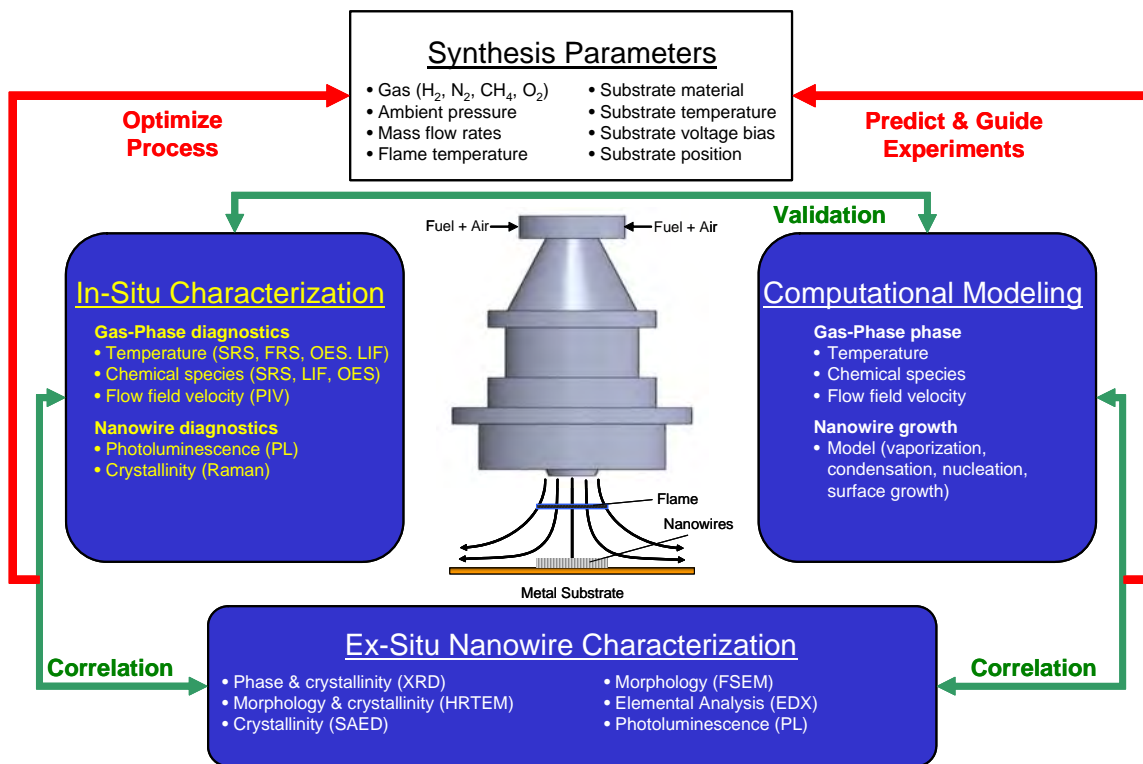 Synthesis Parameters
• Gas (H₂, N₂, CH₄, O₂)
• Ambient pressure
• Mass flow rates
• Flame temperature
• Substrate material
• Substrate temperature
• Substrate voltage bias
• Substrate position
Optimize
Process
Predict & Guide
Experiments
Validation
Fuel + Air
Fuel + Air
In-Situ Characterization
Gas-Phase diagnostics
• Temperature (SRS, FRS, OES. LIF)
• Chemical species (SRS, LIF, OES)
• Flow field velocity (PIV)
Nanowire diagnostics
• Photoluminescence (PL)
• Crystallinity (Raman)
Computational Modeling
Gas-Phase phase
• Temperature
• Chemical species
• Flow field velocity
Nanowire growth
• Model (vaporization,
condensation, nucleation,
surface growth)
Flame
Nanowires
Metal Substrate
Correlation
Correlation
Ex-Situ Nanowire Characterization
• Phase & crystallinity (XRD)
• Morphology & crystallinity (HRTEM)
• Crystallinity (SAED)
• Morphology (FSEM)
• Elemental Analysis (EDX)
• Photoluminescence (PL)